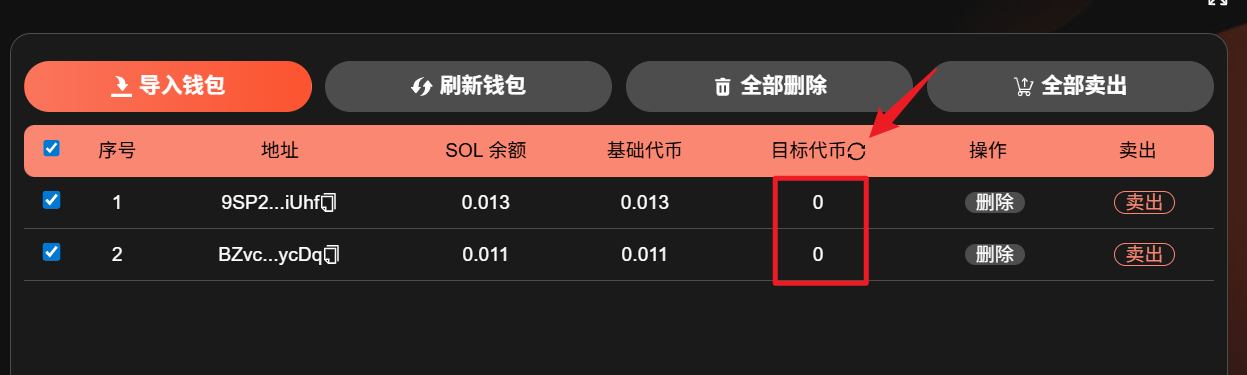 导入钱包 刷新钱包 全部删除 全部卖出
序号 地址 SOL 余额 基础代币 目标代币 操作 卖出
1 9SP2...iUhf 0.013 0.013 0 删除 卖出
2 BZvc...ycDq 0.011 0.011 0 删除 卖出